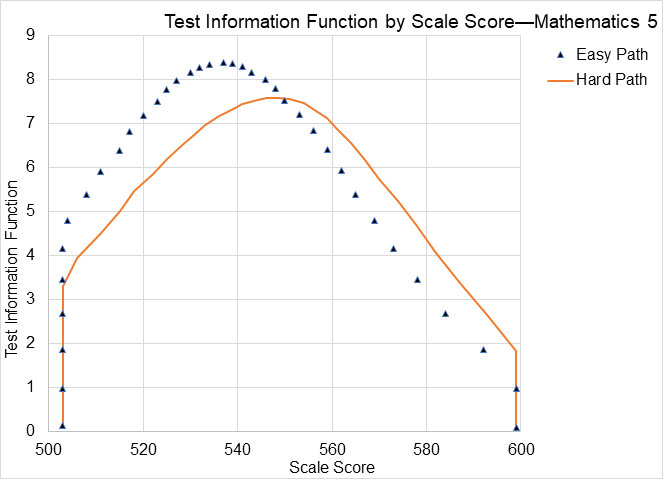 Test Information Function by Scale Score—Mathematics 5
Easy Path
Hard Path
Test Information Function
9
8
7
6
5
4
3
2
1
0
500 520 540 560 580 600
Scale Score